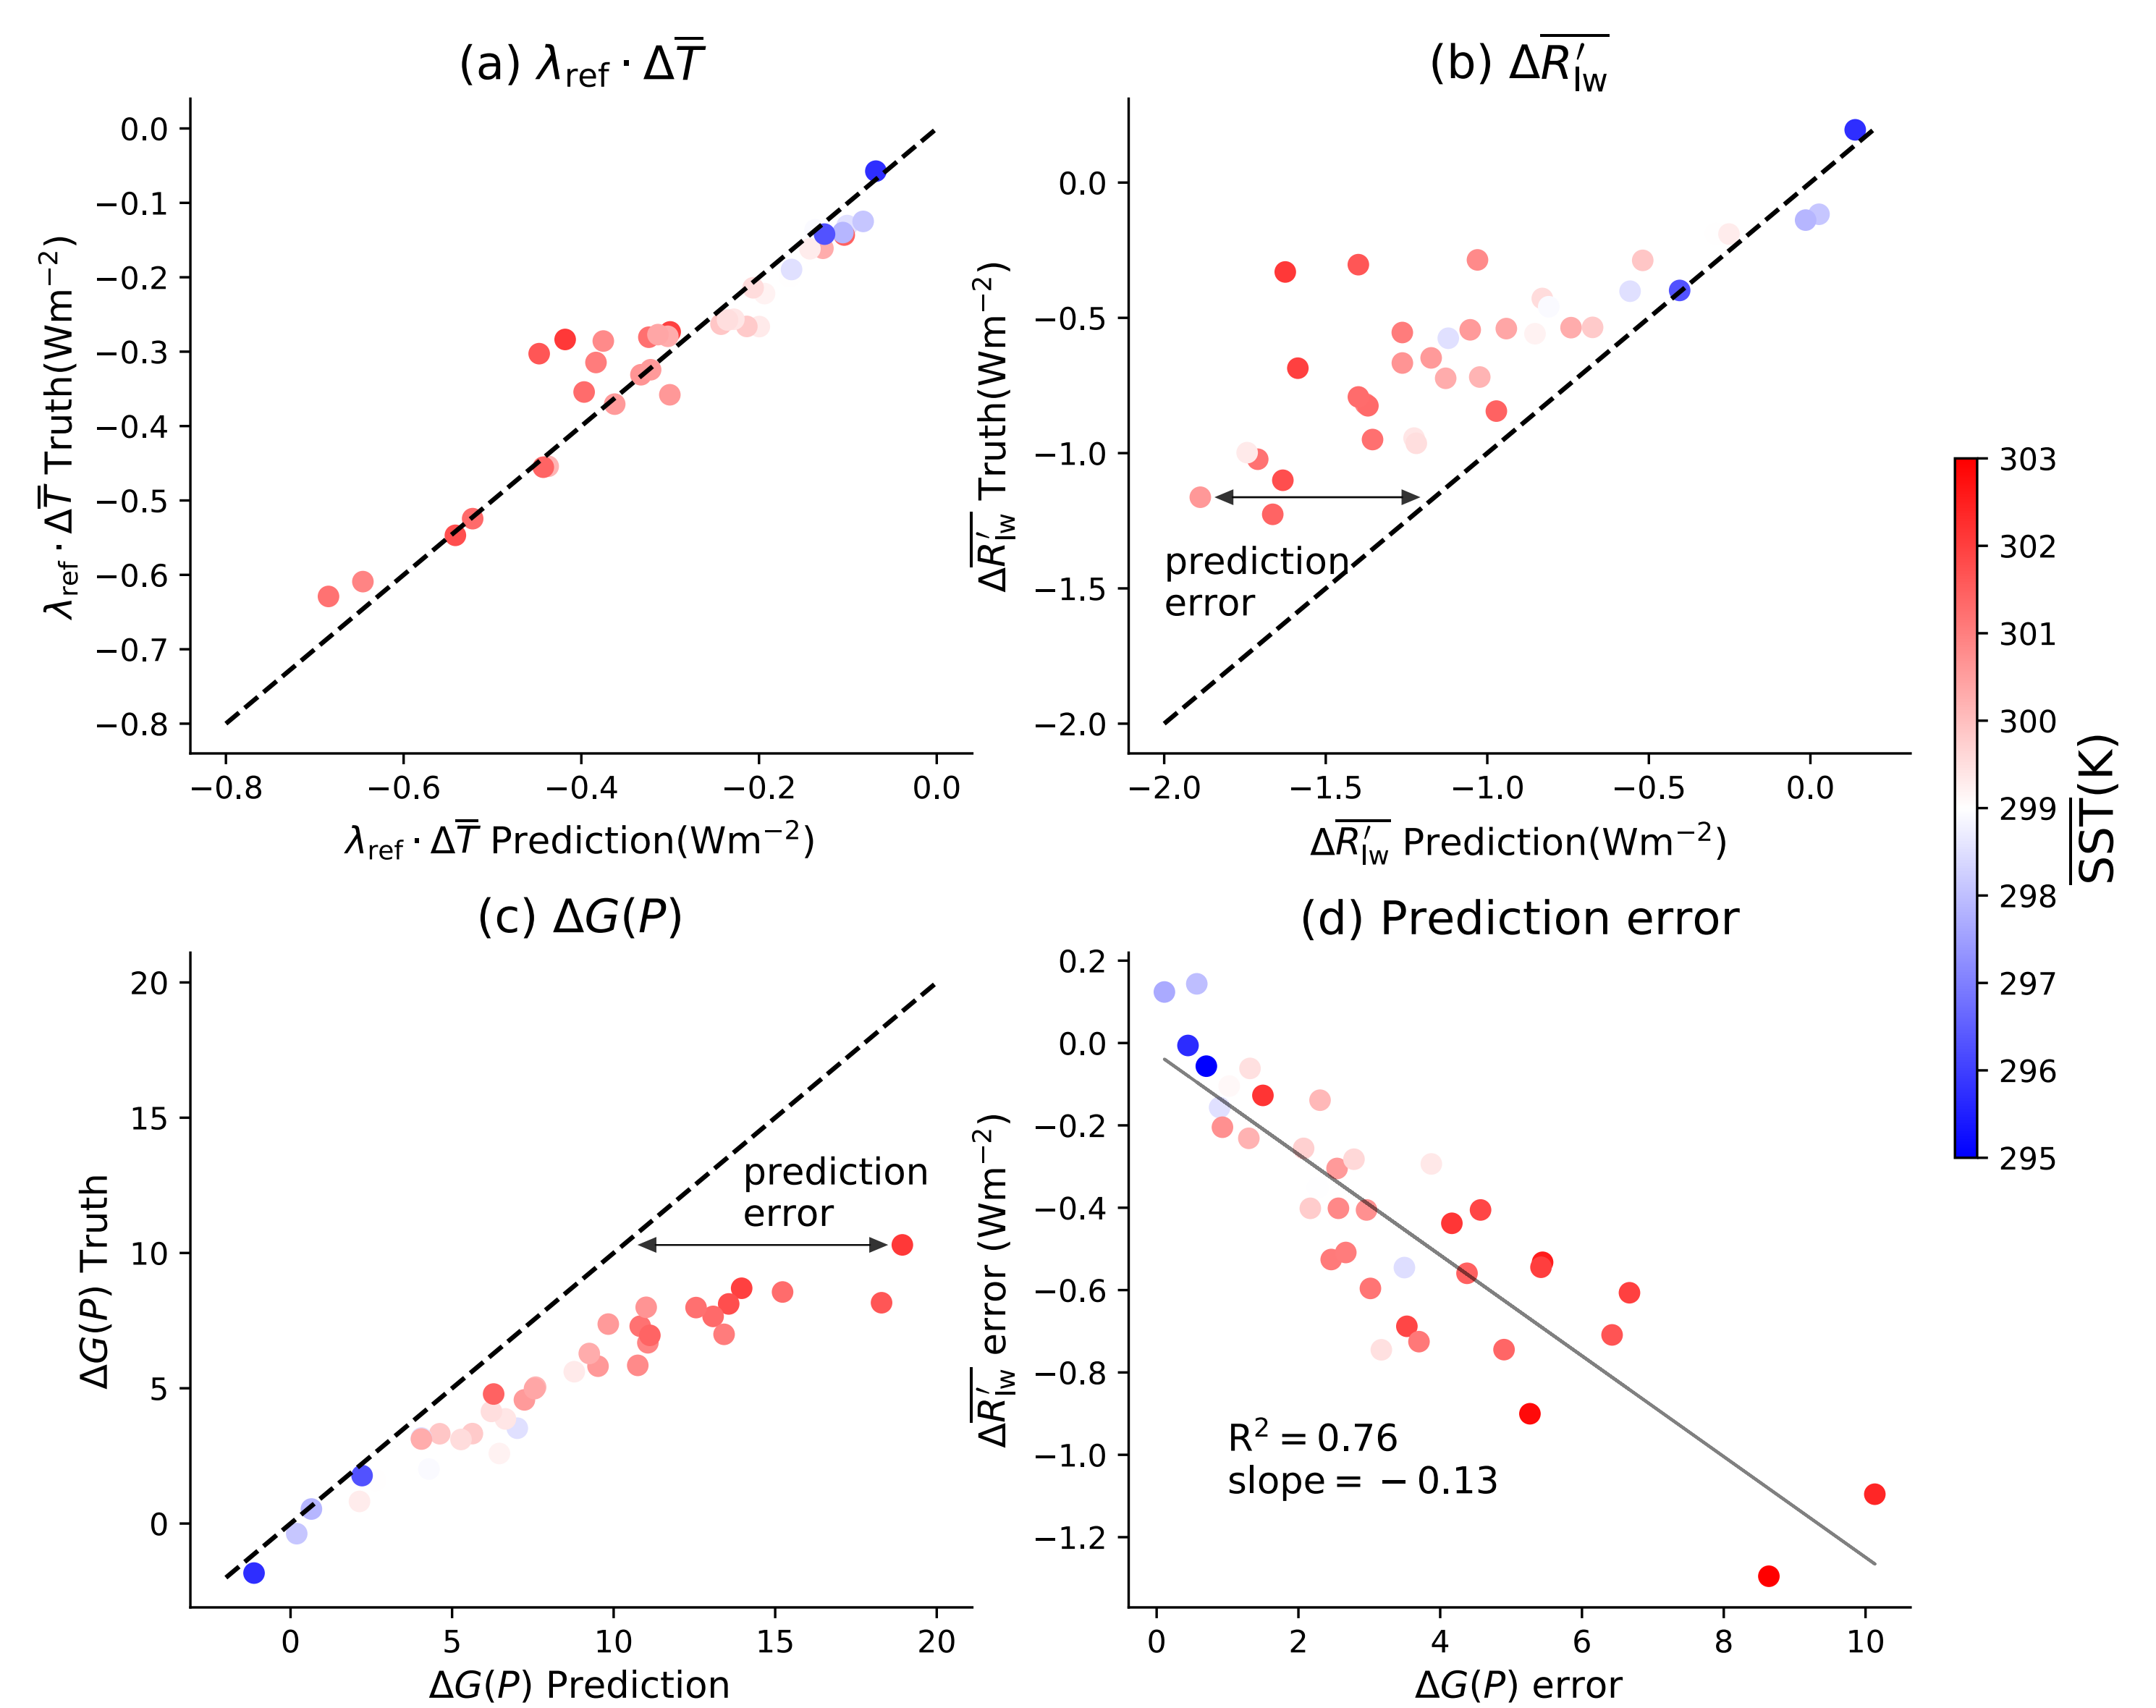 (a) λref · ΔT̿
0.0
−0.1
−0.2
−0.3
−0.4
−0.5
−0.6
−0.7
−0.8
λref · ΔT̿ Truth(Wm−2)
−0.8 −0.6 −0.4 −0.2 0.0
λref · ΔT̿ Prediction(Wm−2)
(b) ΔR̅′lw
0.0
−0.5
−1.0
−1.5
−2.0
ΔR̅′lw Truth(Wm−2)
prediction
error
−2.0 −1.5 −1.0 −0.5 0.0
ΔR̅′lw Prediction(Wm−2)
303
302
301
300
299
298
297
296
295
S̅S̅T̅(K)
(c) ΔG(P)
20
15
10
5
0
ΔG(P) Truth
prediction
error
0 5 10 15 20
ΔG(P) Prediction
(d) Prediction error
0.2
0.0
−0.2
−0.4
−0.6
−0.8
−1.0
−1.2
ΔR̅′lw error (Wm−2)
R2 = 0.76
slope = − 0.13
0 2 4 6 8 10
ΔG(P) error